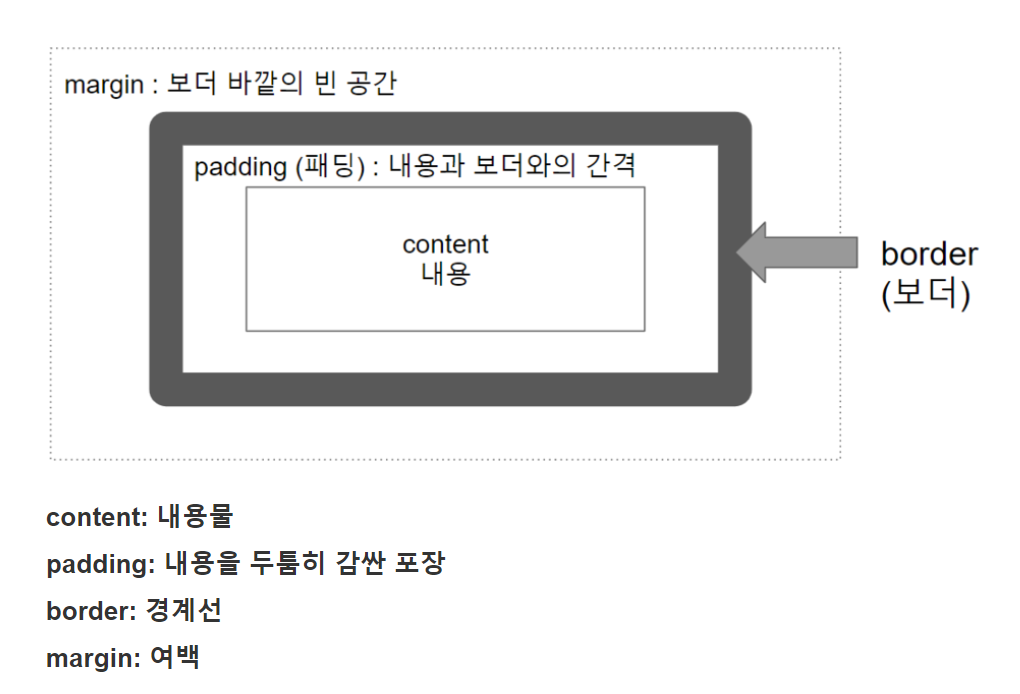 margin : 보더 바깥의 빈 공간
padding (패딩) : 내용과 보더와의 간격
content
내용
border
(보더)
content: 내용물
padding: 내용을 두툼히 감싼 포장
border: 경계선
margin: 여백